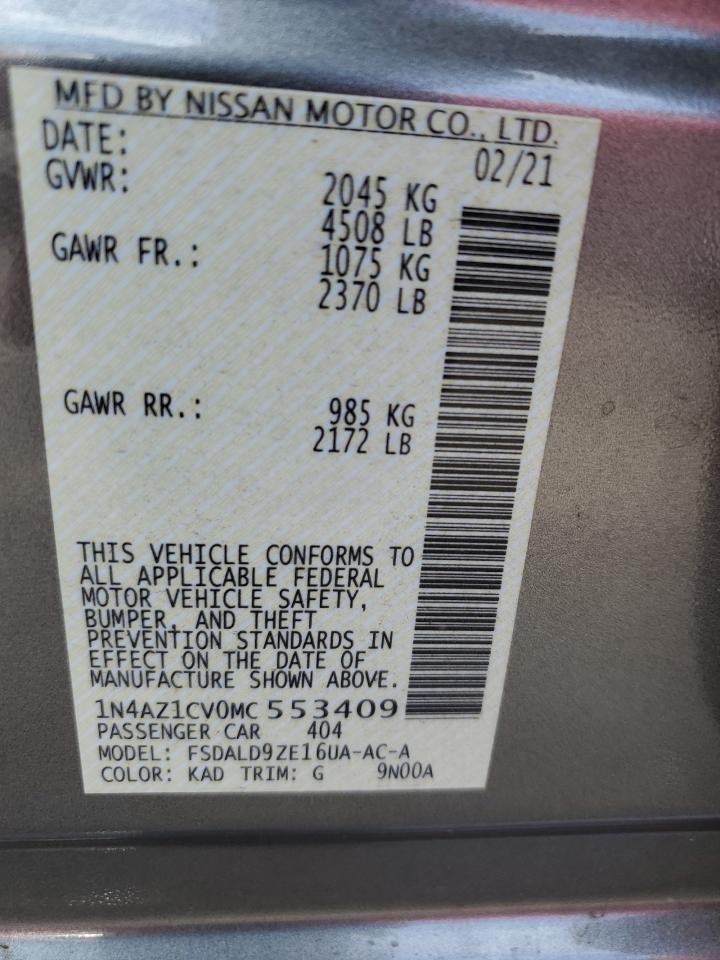 MFD BY NISSAN MOTOR CO., LTD.
DATE: 02/21
GVWR: 2045 KG
4508 LB
GAWR FR.: 1075 KG
2370 LB
GAWR RR.: 985 KG
2172 LB
THIS VEHICLE CONFORMS TO
ALL APPLICABLE FEDERAL
MOTOR VEHICLE SAFETY,
BUMPER, AND THEFT
PREVENTION STANDARDS IN
EFFECT ON THE DATE OF
MANUFACTURE SHOWN ABOVE.
1N4AZ1CV0MC 553409
PASSENGER CAR 404
MODEL: FSDALD9ZE16UA-AC-A
COLOR: KAD TRIM: G 9N00A